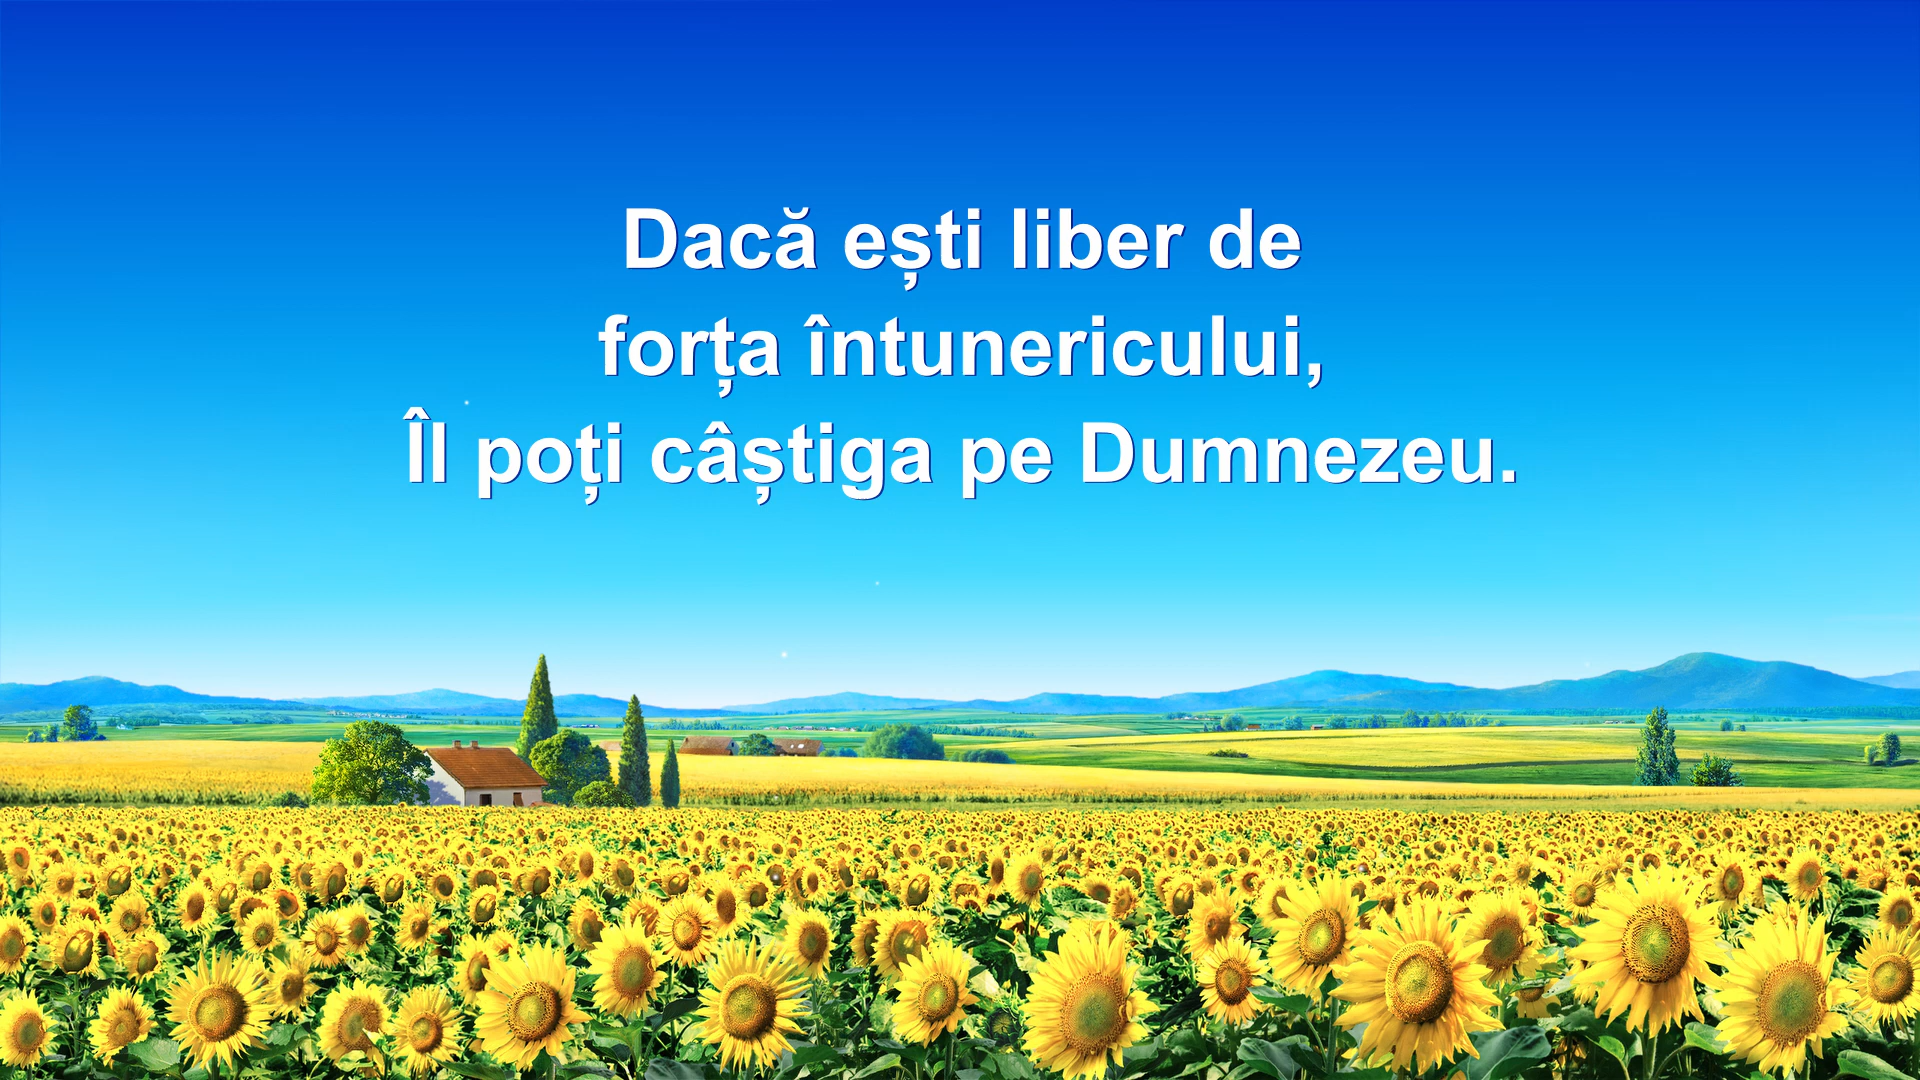 Dacă ești liber de
forța întunericului,
Îl poți câștiga pe Dumnezeu.